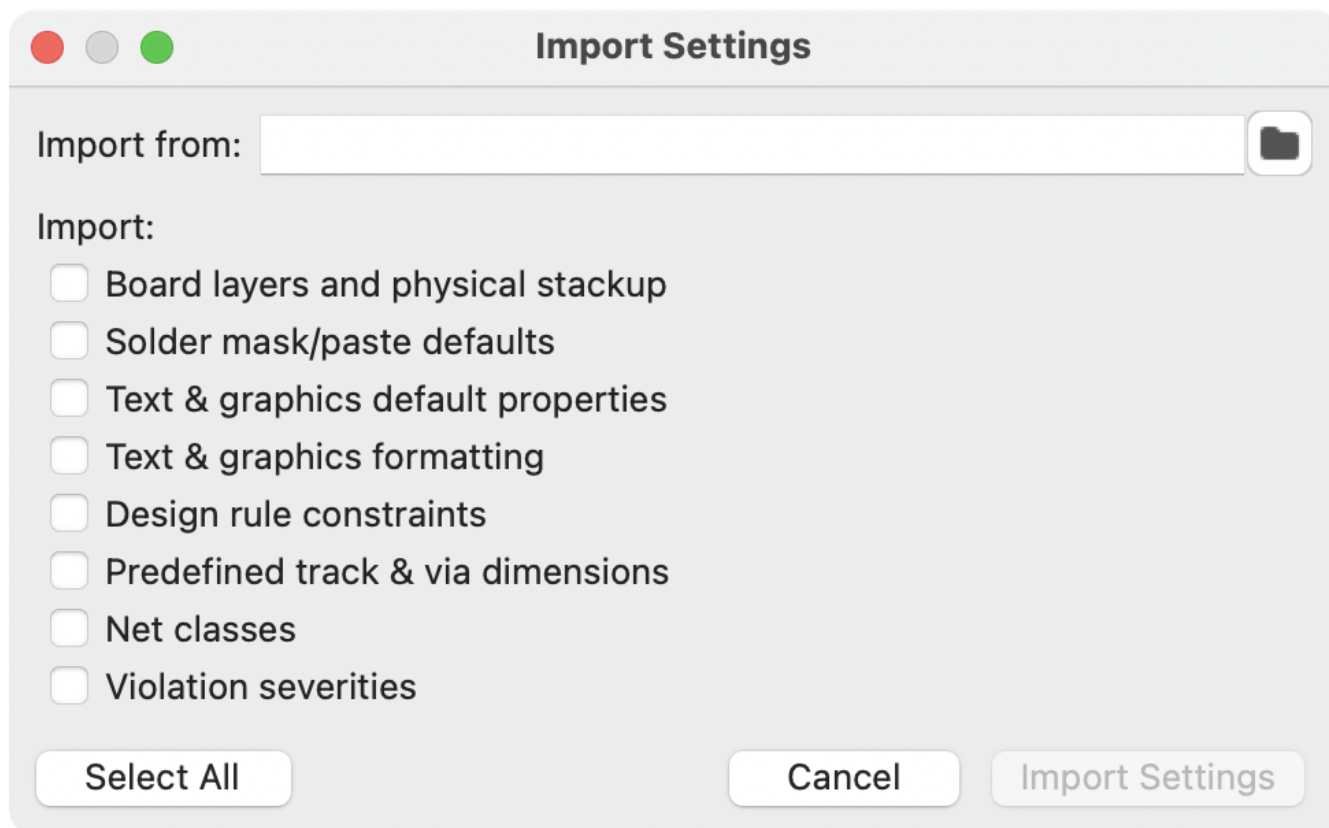 Import Settings
Import from:
Import:
Board layers and physical stackup
Solder mask/paste defaults
Text & graphics default properties
Text & graphics formatting
Design rule constraints
Predefined track & via dimensions
Net classes
Violation severities
Select All
Cancel
Import Settings